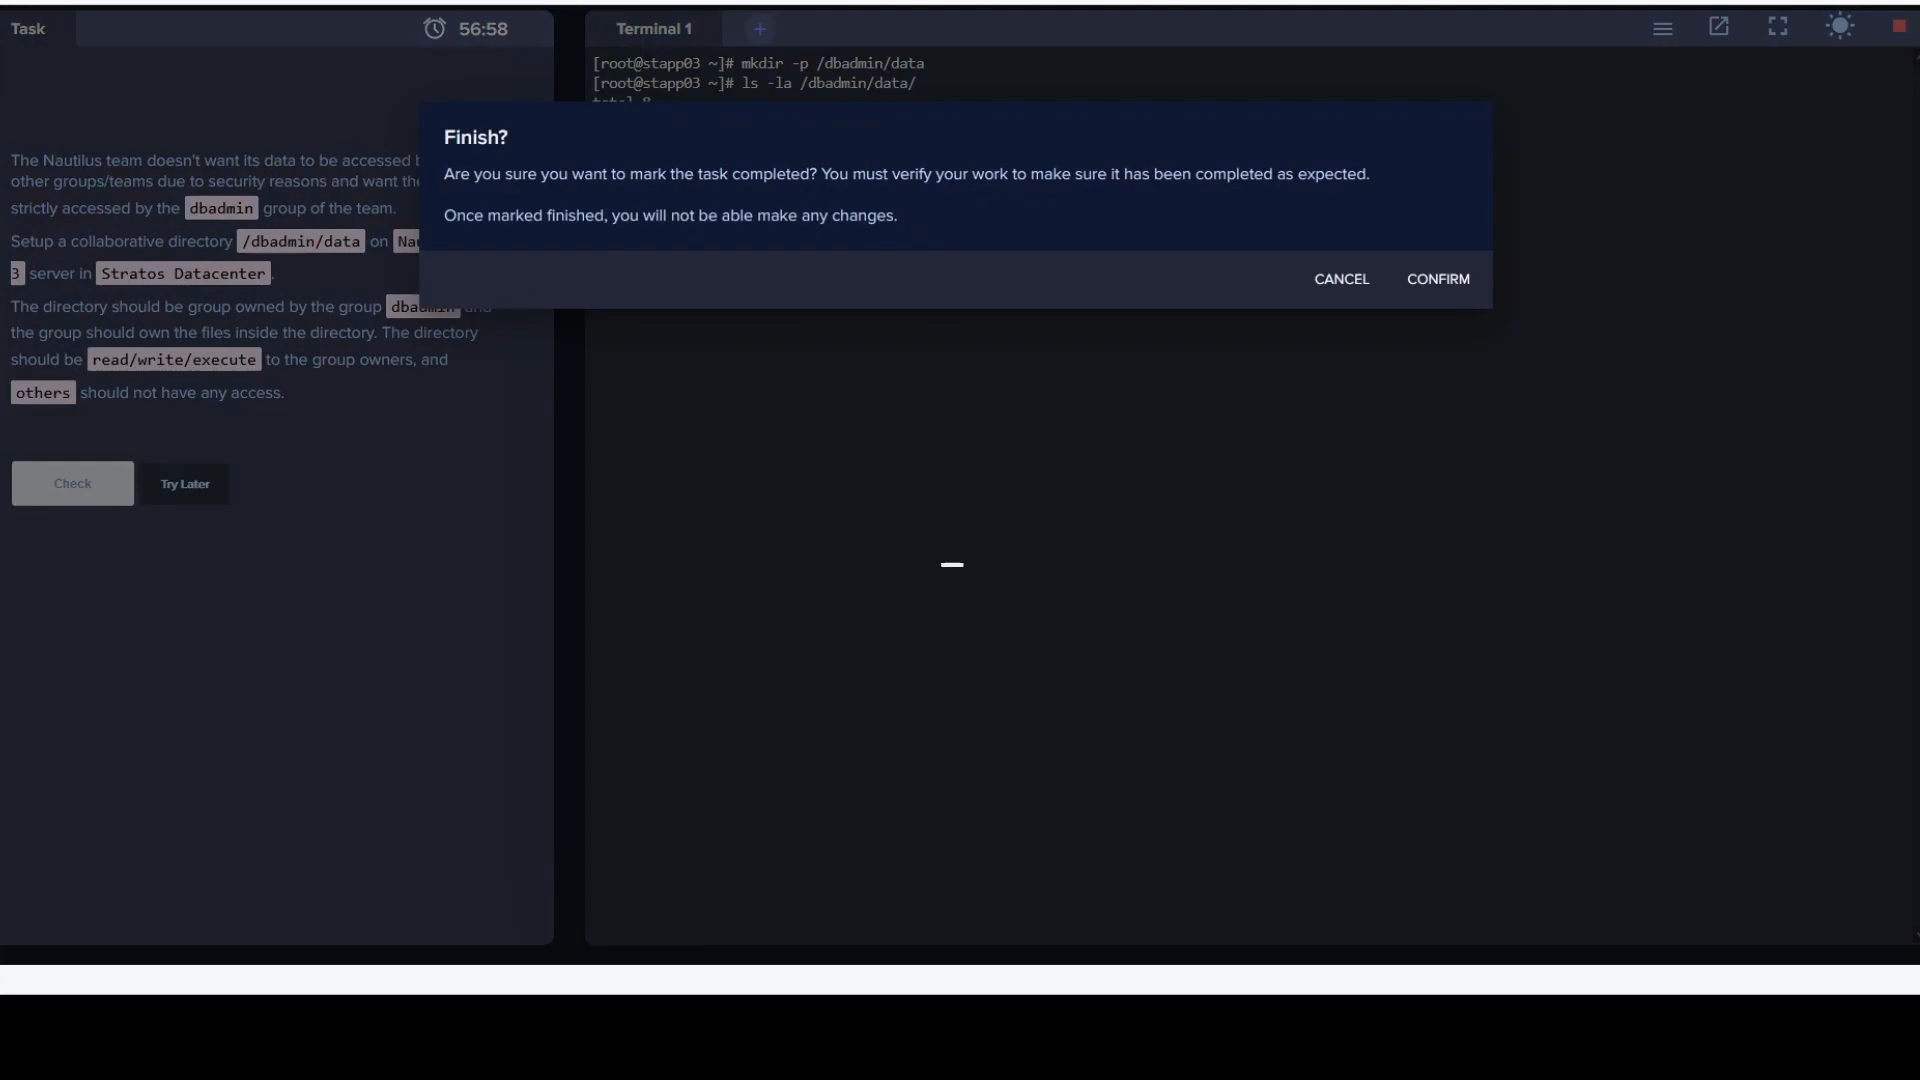 Task
56:58
Terminal 1
+
[root@stapp03 ~]# mkdir -p /dbadmin/data
[root@stapp03 ~]# ls -la /dbadmin/data/
total 8
Finish?
Are you sure you want to mark the task completed? You must verify your work to make sure it has been completed as expected.
Once marked finished, you will not be able make any changes.
CANCEL CONFIRM
The Nautilus team doesn't want its data to be accessed
other groups/teams due to security reasons and want
strictly accessed by the dbadmin group of the team.
Setup a collaborative directory /dbadmin/data on
3 server in Stratos Datacenter.
The directory should be group owned by the group dbadmin and
the group should own the files inside the directory. The directory
should be read/write/execute to the group owners, and
others should not have any access.
Check Try Later